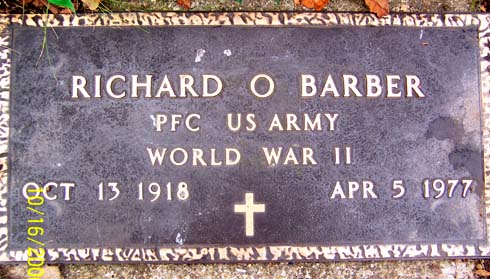 RICHARD O BARBER
PFC US ARMY
WORLD WAR II
OCT 13 1918 APR 5 1977